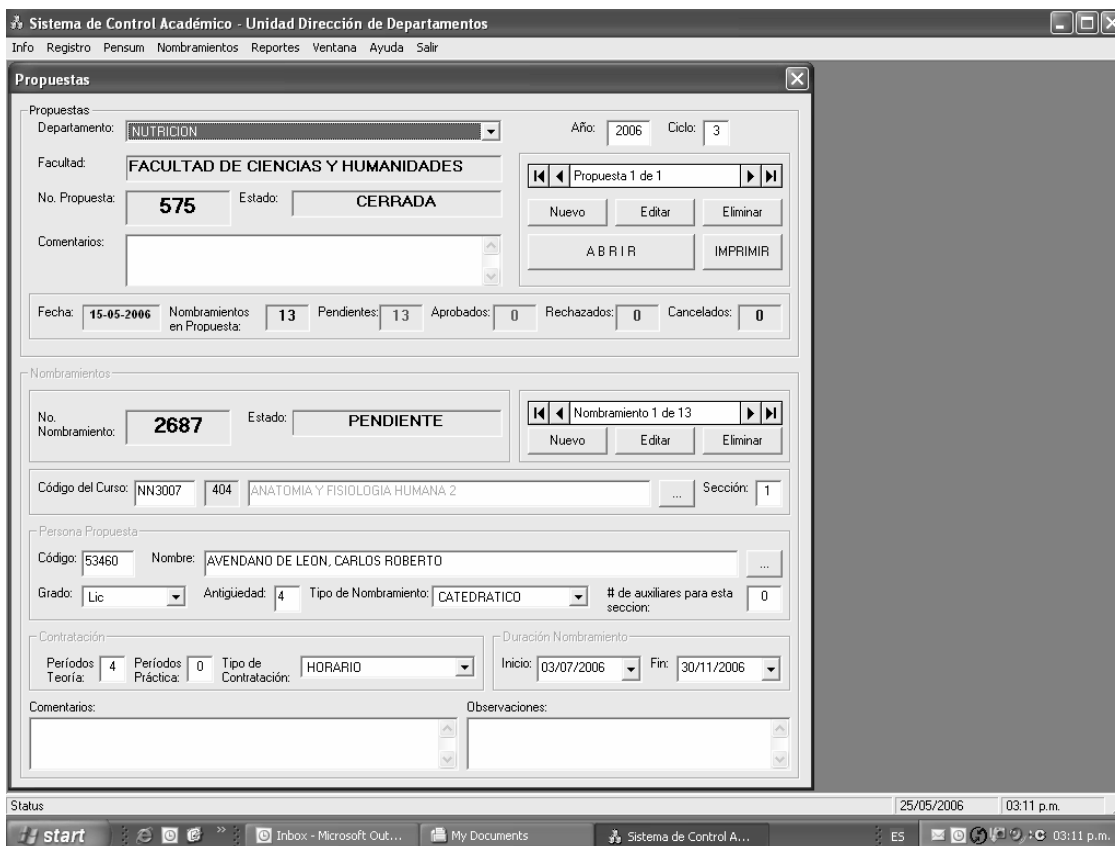 Sistema de Control Académico - Unidad Dirección de Departamentos
Info Registro Pensum Nombramientos Reportes Ventana Ayuda Salir
Propuestas
Propuestas
Departamento: NUTRICION Año: 2006 Ciclo: 3
Facultad: FACULTAD DE CIENCIAS Y HUMANIDADES
Propuesta 1 de 1
No. Propuesta: 575 Estado: CERRADA
Nuevo Editar Eliminar
Comentarios:
A B R I R IMPRIMIR
Fecha: 15-05-2006 Nombramientos en Propuesta: 13 Pendientes: 13 Aprobados: 0 Rechazados: 0 Cancelados: 0
Nombramientos
No. Nombramiento: 2687 Estado: PENDIENTE
Nombramiento 1 de 13
Nuevo Editar Eliminar
Código del Curso: NN3007 404 ANATOMIA Y FISIOLOGIA HUMANA 2 ... Sección: 1
Persona Propuesta
Código: 53460 Nombre: AVENDANO DE LEON, CARLOS ROBERTO ...
Grado: Lic Antigüedad: 4 Tipo de Nombramiento: CATEDRATICO # de auxiliares para esta seccion: 0
Contratación
Períodos Teoría: 4 Períodos Práctica: 0 Tipo de Contratación: HORARIO
Duración Nombramiento
Inicio: 03/07/2006 Fin: 30/11/2006
Comentarios:
Observaciones:
Status 25/05/2006 03:11 p.m.
start Inbox - Microsoft Out... My Documents Sistema de Control A... ES 03:11 p.m.